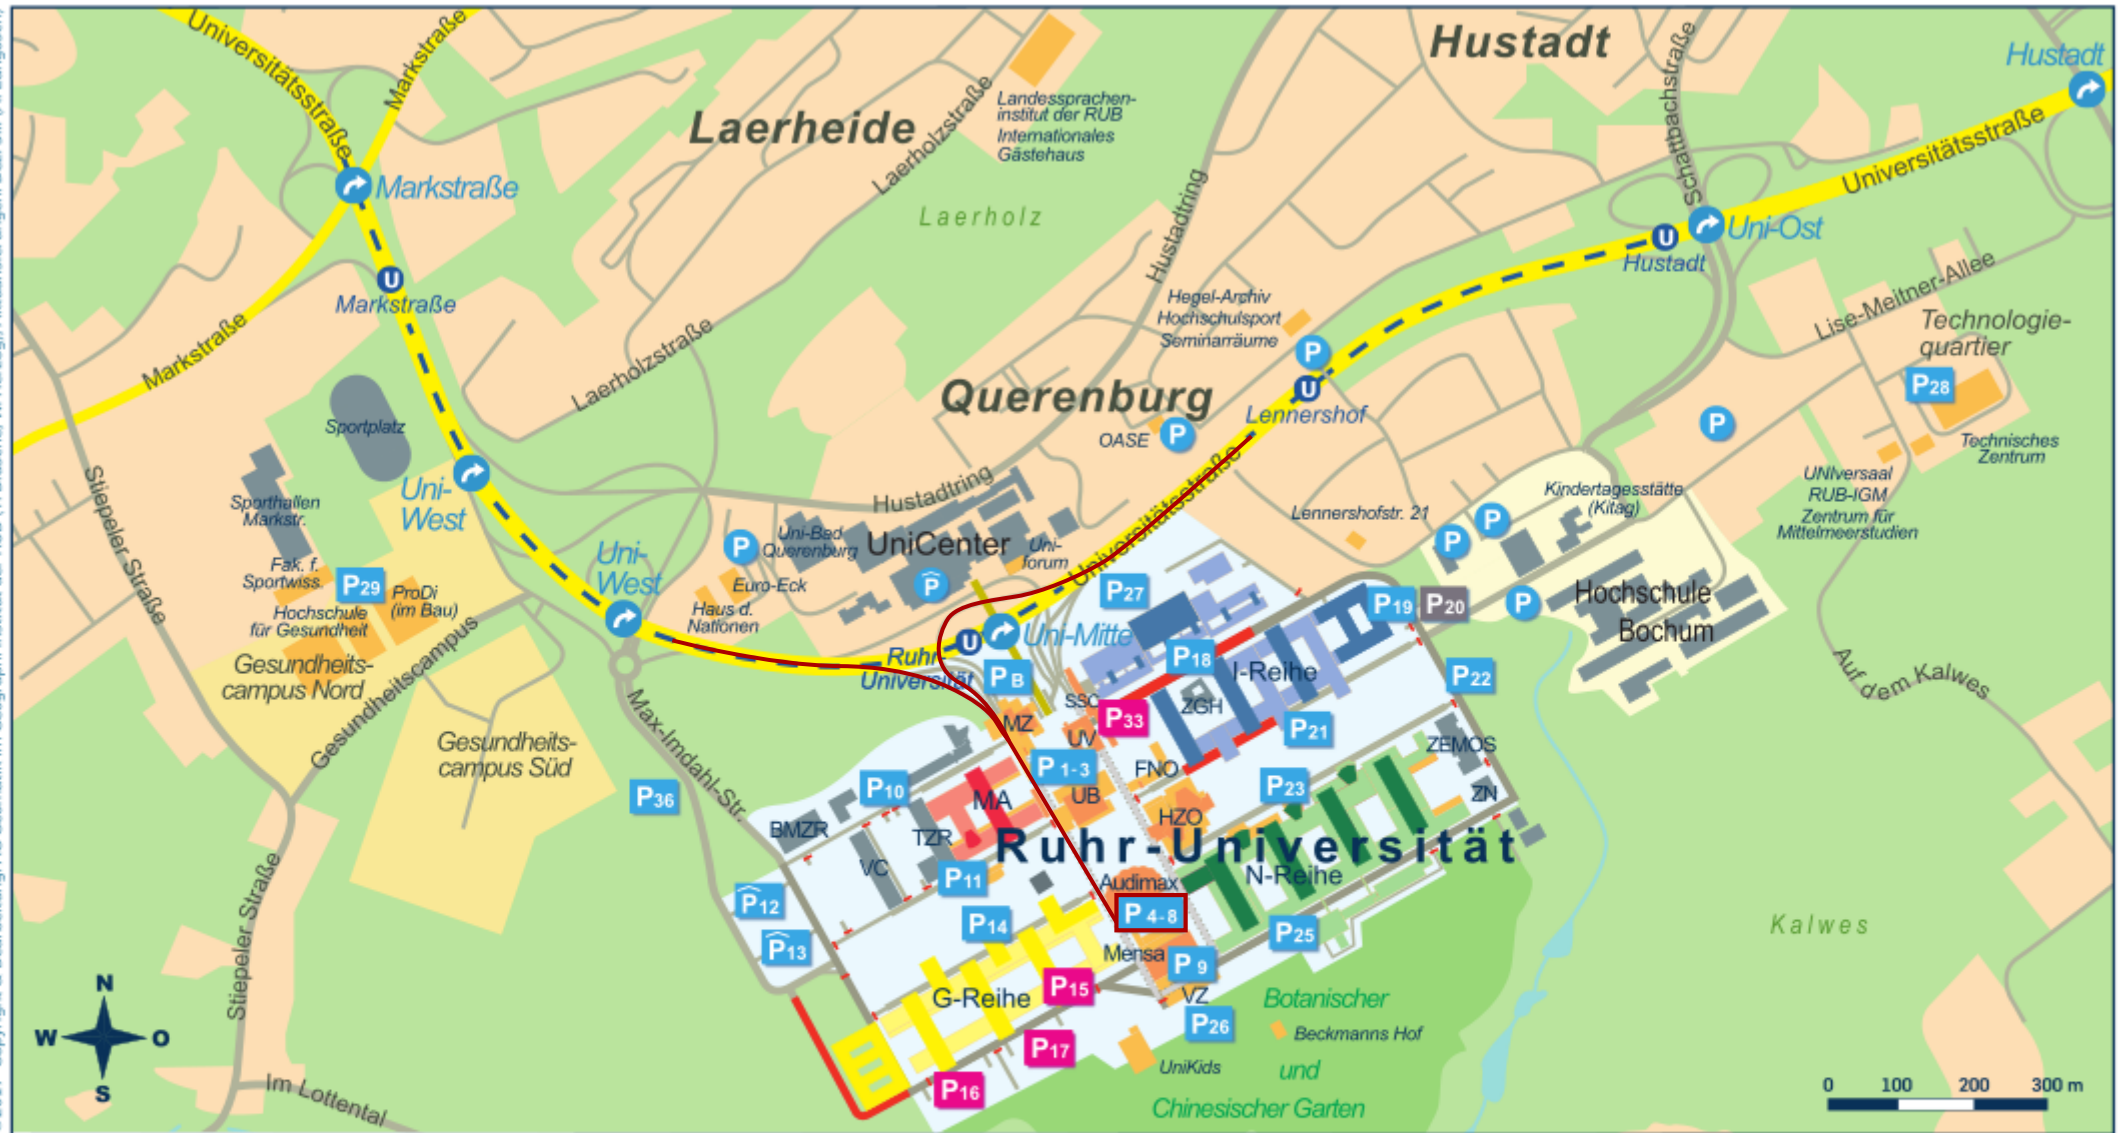 Universitätsstraße
Markstraße
Hustadt
Hustadt
Schattbachstraße
Universitätsstraße
Landessprachen-
institut der RUB
Internationales
Gästehaus
Laerheide
Laerholzstraße
Markstraße
Laerholz
Hustadtring
Uni-Ost
U
Hustadt
U
Markstraße
Hegel-Archiv
Hochschulsport
Seminarräume
P
Lise-Meitner-Allee
Technologie-
quartier
P28
Markstraße
Laerholzstraße
Querenburg
U
Lennershof
OASE
P
P
Technisches
Zentrum
Sportplatz
Universitätsstraße
UNIversaal
RUB-IGM
Zentrum für
Mittelmeerstudien
Stiepeler Straße
Sporthallen
Markstr.
Uni-
West
Hustadtring
Kindertagesstätte
(Kitag)
Lennershofstr. 21
P
P
Uni-
West
P
Uni-Bad
Querenburg
UniCenter
Uni-
forum
P
Euro-Eck
Haus d.
Nationen
Fak. f.
Sportwiss.
P29
ProDi
(im Bau)
Hochschule
für Gesundheit
P27
P19
P20
P
Hochschule
Bochum
U
Uni-Mitte
Ruhr-
Universität
PB
P18
I-Reihe
P22
Gesundheits-
campus Nord
Gesundheitscampus
Max-Imdahl-Str.
Auf dem Kalwes
SSC
ZGH
MZ
P33
UV
P21
ZEMOS
Gesundheits-
campus Süd
P36
P10
P 1-3
FNO
P23
ZN
MA
UB
HZO
BMZR
TZR
Ruhr-Universität
VC
P11
Audimax
N-Reihe
P12
P 4-8
P14
P25
Kalwes
P13
Mensa
P9
Stiepeler Straße
G-Reihe
P15
VZ
Botanischer
P26
Beckmanns Hof
P17
UniKids
und
P16
Chinesischer Garten
Im Lottental
N
W
O
S
0 100 200 300 m